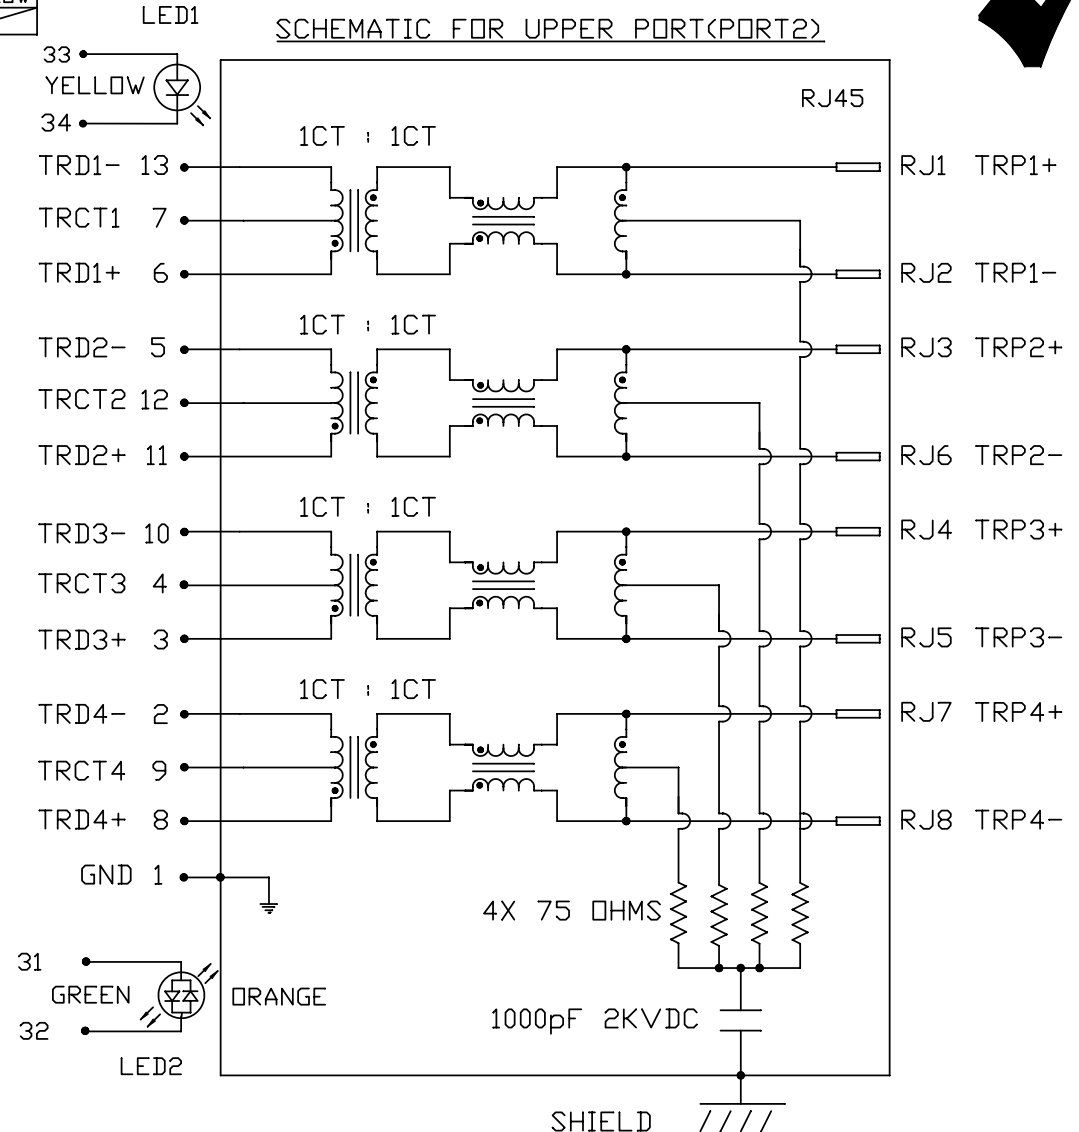 LED1
SCHEMATIC FOR UPPER PORT(PORT2)
33
YELLOW
34
RJ45
1CT : 1CT
TRD1- 13
RJ1 TRP1+
TRCT1 7
TRD1+ 6
RJ2 TRP1-
1CT : 1CT
TRD2- 5
RJ3 TRP2+
TRCT2 12
TRD2+ 11
RJ6 TRP2-
1CT : 1CT
TRD3- 10
RJ4 TRP3+
TRCT3 4
TRD3+ 3
RJ5 TRP3-
1CT : 1CT
TRD4- 2
RJ7 TRP4+
TRCT4 9
TRD4+ 8
RJ8 TRP4-
GND 1
4X 75 OHMS
31
GREEN
ORANGE
32
1000pF 2KVDC
LED2
SHIELD